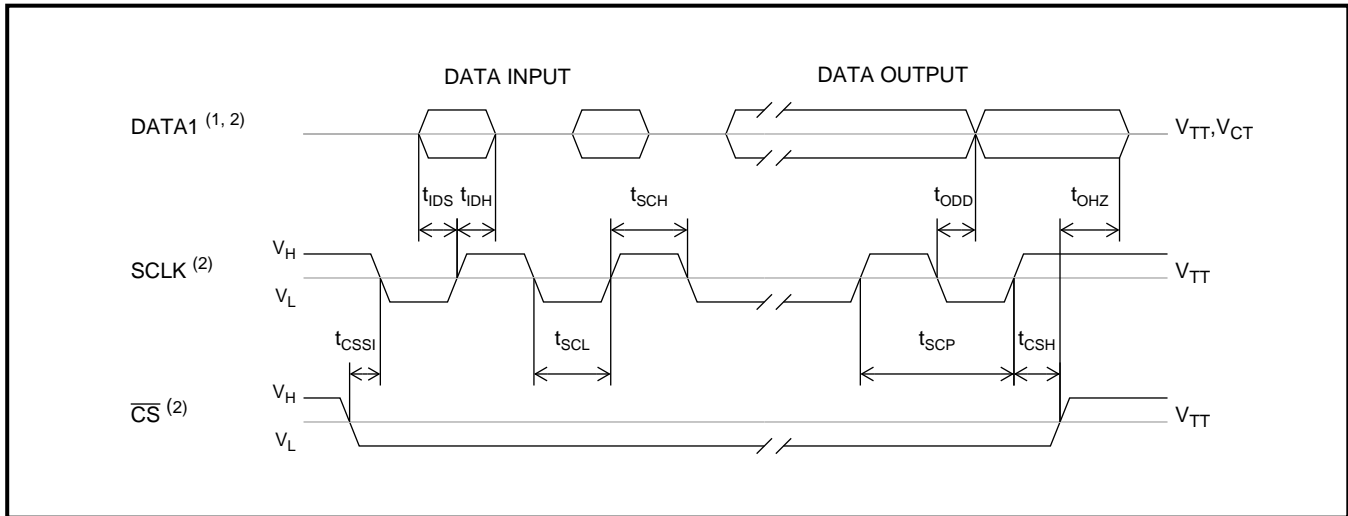 DATA INPUT DATA OUTPUT
DATA1 (1, 2) VTT,VCT
tIDS tIDH tSCH tODD tOHZ
VH
SCLK (2) VTT
VL
tCSSI tSCL tSCP tCSH
VH
CS (2) VTT
VL